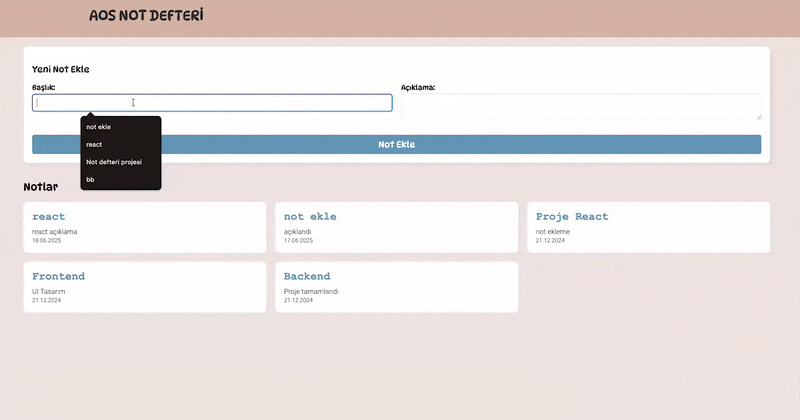 AOS NOT DEFTERİ
Yeni Not Ekle
Başlık:
Açıklama:
not ekle
react
Not defteri projesi
bb
Not Ekle
Notlar
react
react açıklama
18.06.2025
not ekle
açıklandı
17.06.2025
Proje React
not ekleme
21.12.2024
Frontend
UI Tasarım
21.12.2024
Backend
Proje tamamlandı
21.12.2024